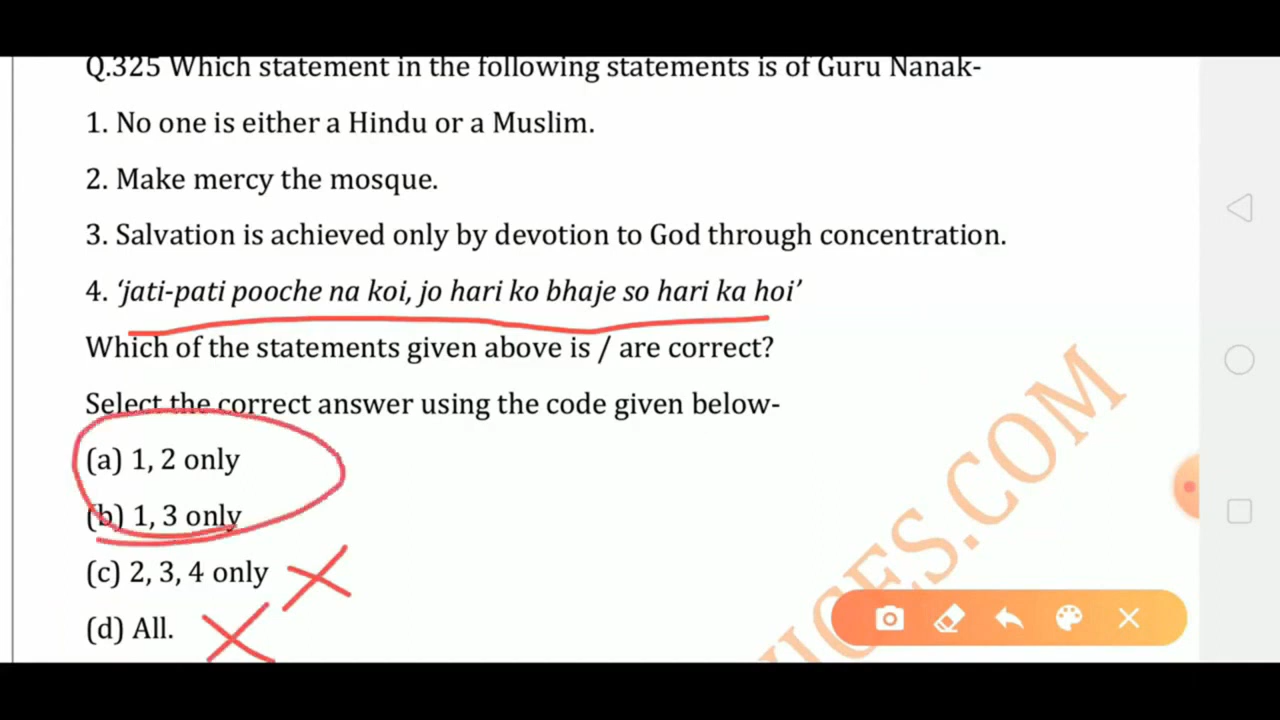 Q.325 Which statement in the following statements is of Guru Nanak-
1. No one is either a Hindu or a Muslim.
2. Make mercy the mosque.
3. Salvation is achieved only by devotion to God through concentration.
4. ‘jati-pati pooche na koi, jo hari ko bhaje so hari ka hoi’
Which of the statements given above is / are correct?
Select the correct answer using the code given below-
(a) 1, 2 only
(b) 1, 3 only
(c) 2, 3, 4 only
(d) All.
ICES.COM